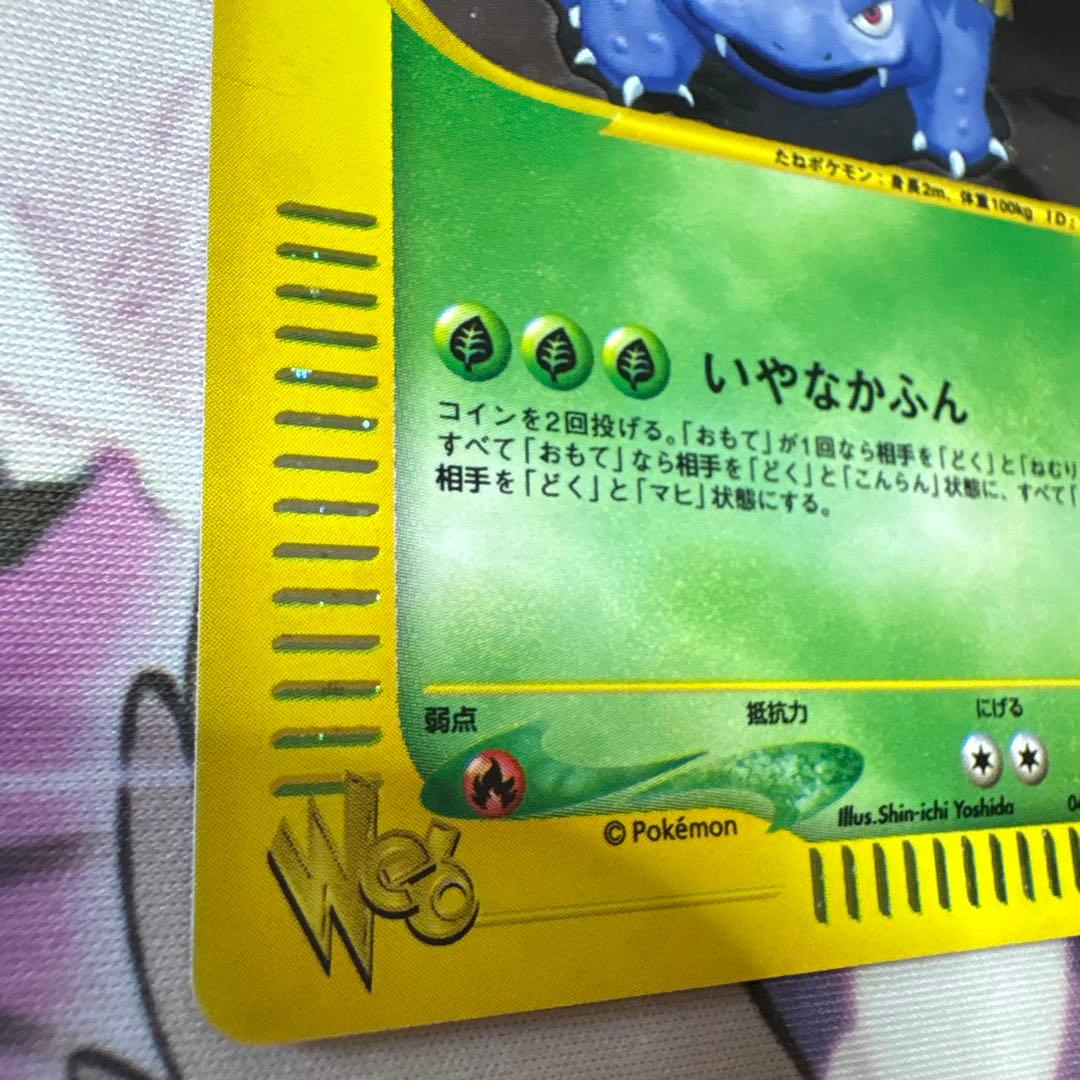 たねポケモン：身長2m、体重100kg ID：
いやなかふん
コインを2回投げる。「おもて」が1回なら相手を「どく」と「ねむり
すべて「おもて」なら相手を「どく」と「こんらん」状態に、すべて「
相手を「どく」と「マヒ」状態にする。
弱点 抵抗力 にげる
Illus.Shin-ichi Yoshida
© Pokémon
Web